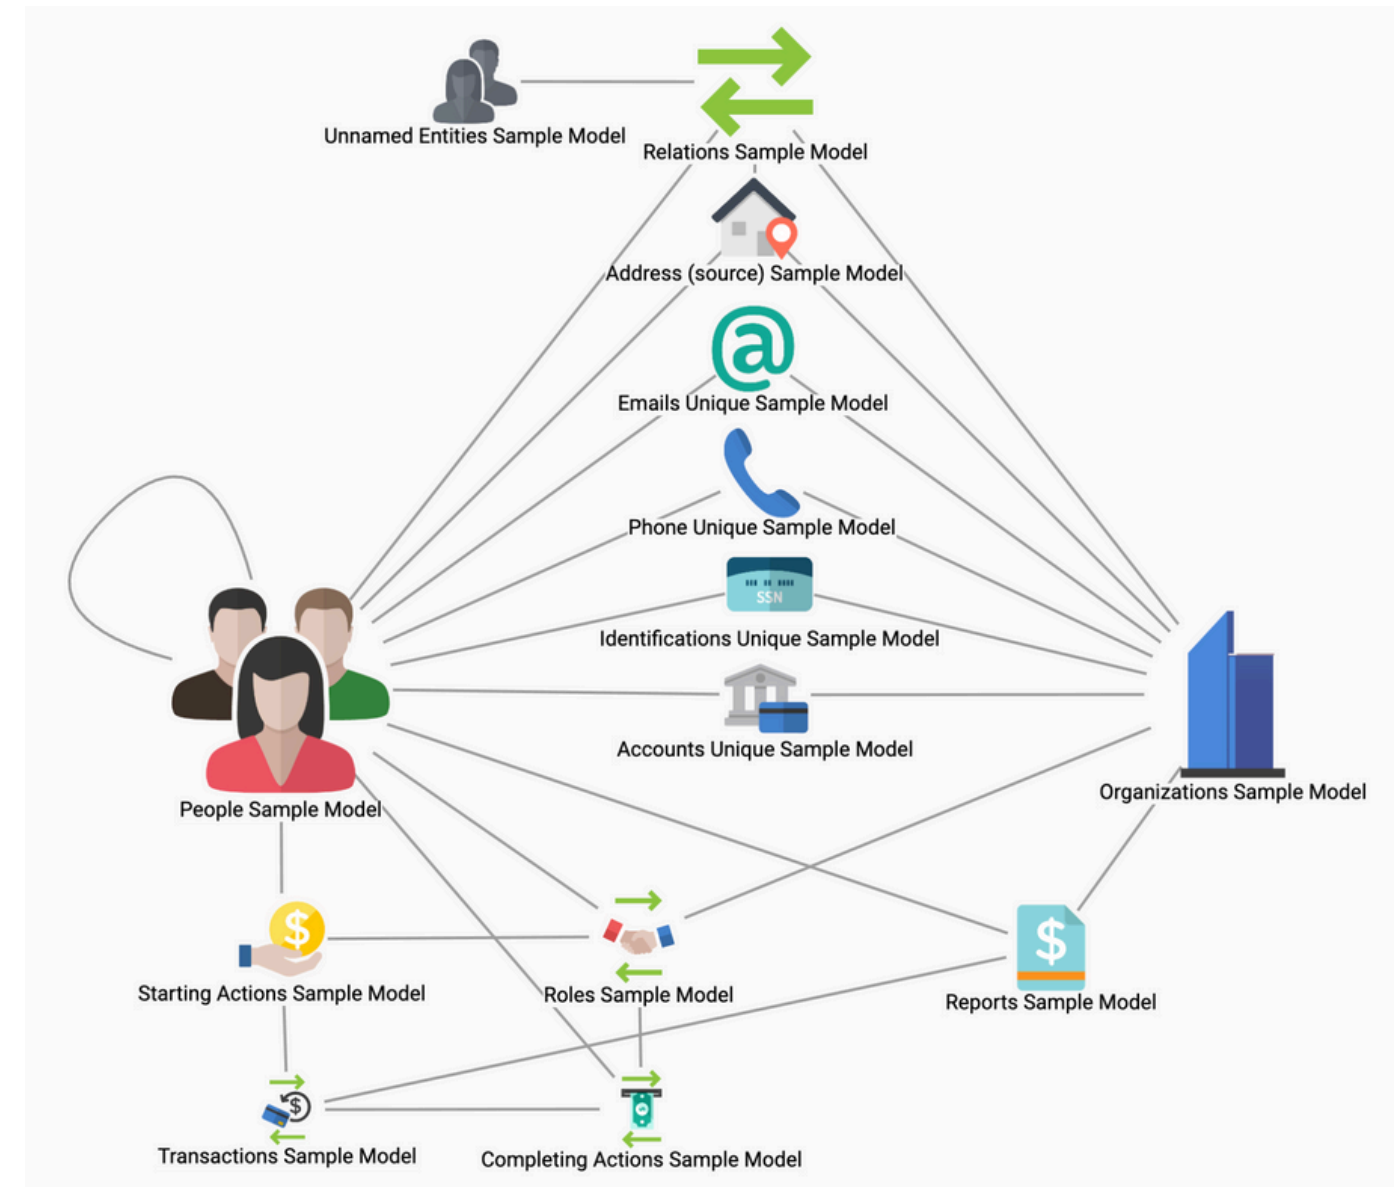 Unnamed Entities Sample Model
Relations Sample Model
Address (source) Sample Model
@
Emails Unique Sample Model
Phone Unique Sample Model
SSN
Identifications Unique Sample Model
Accounts Unique Sample Model
People Sample Model
Organizations Sample Model
$
$
Starting Actions Sample Model
Roles Sample Model
Reports Sample Model
$
Transactions Sample Model
Completing Actions Sample Model